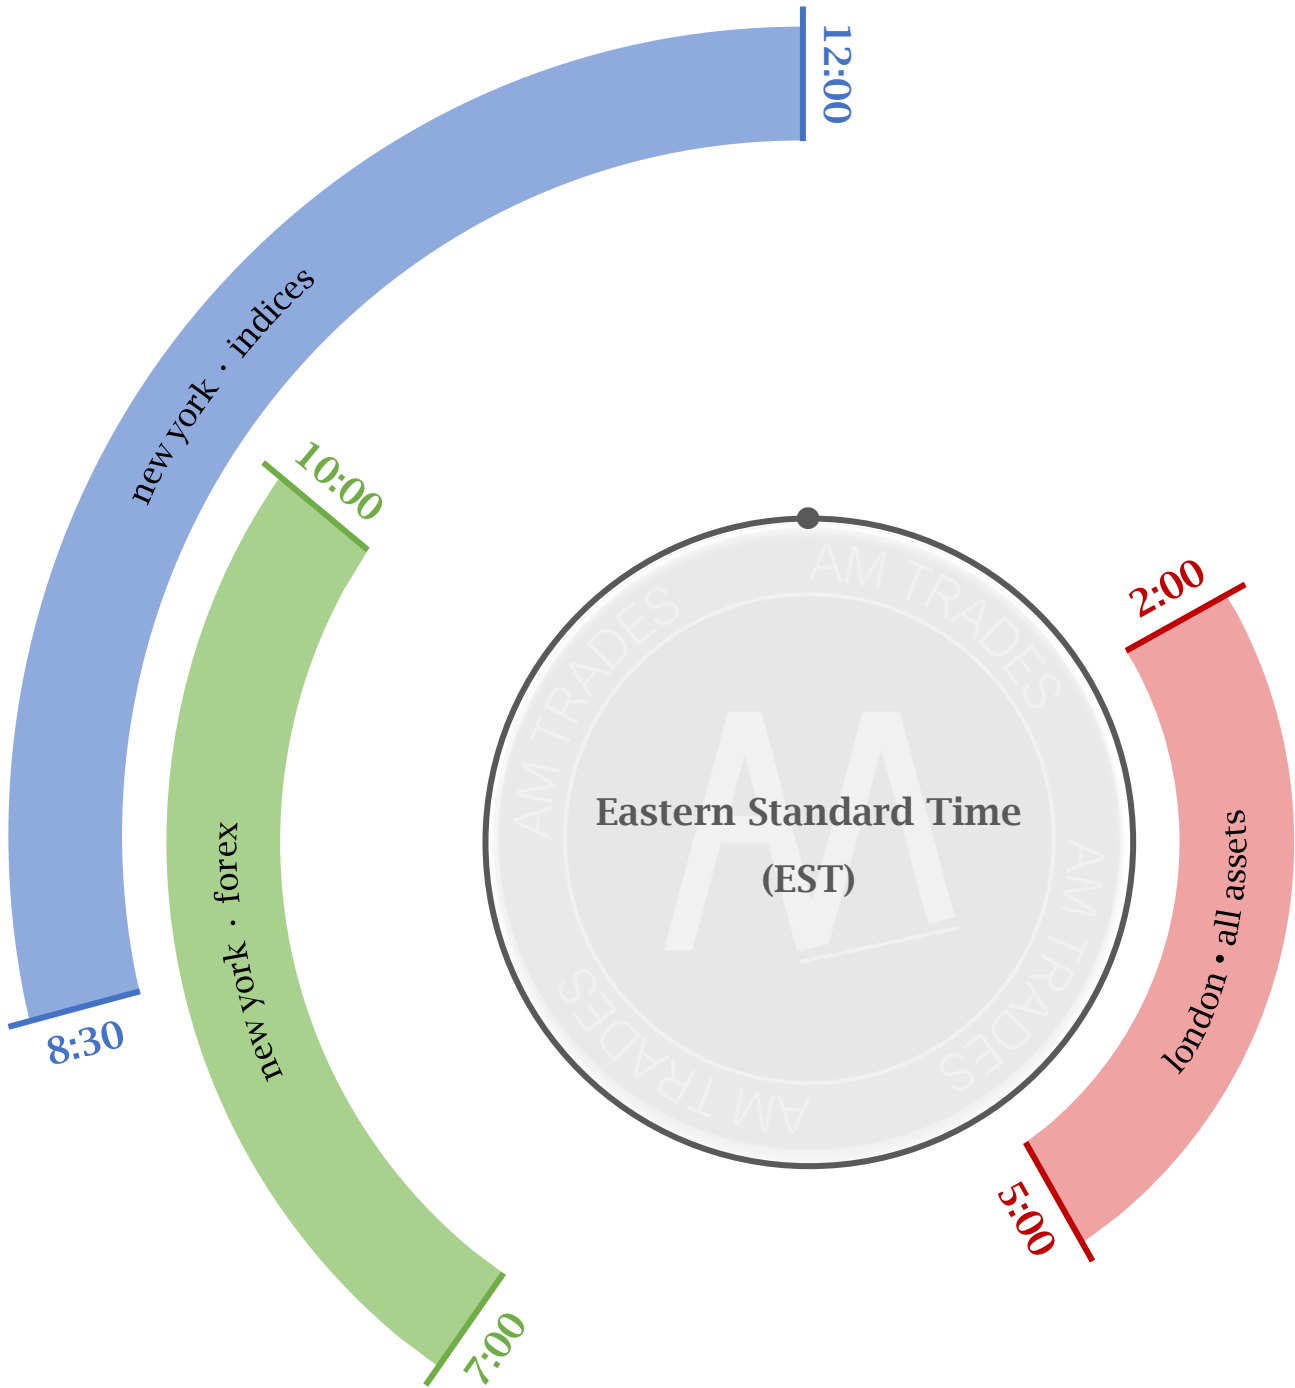 12:00
new york · indices
8:30
10:00
new york · forex
7:00
2:00
london • all assets
5:00
Eastern Standard Time
(EST)
AM TRADES
AM TRADES
AM TRADES
AM TRADES
AM